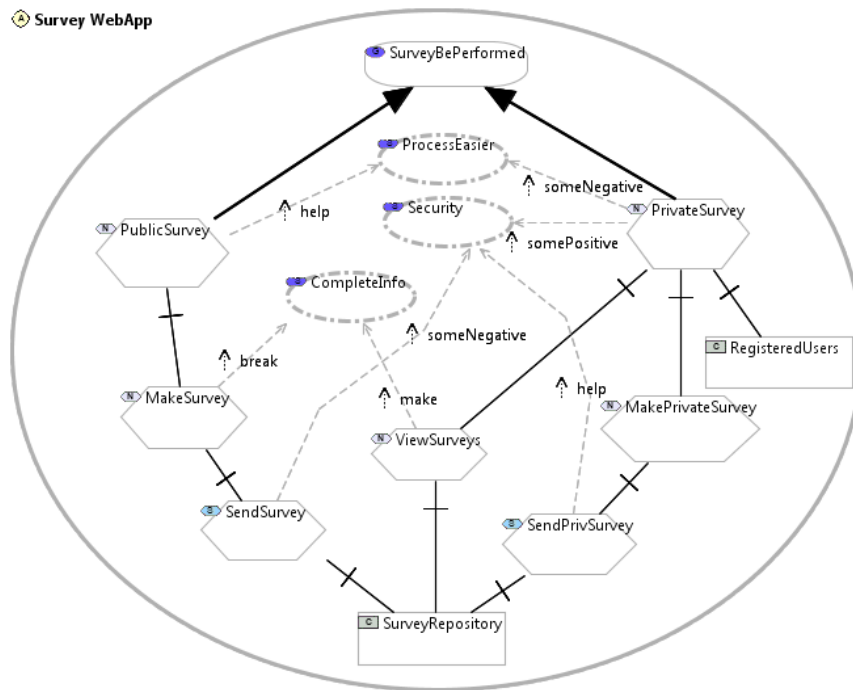 A Survey WebApp
G SurveyBePerformed
S ProcessEasier
someNegative
S Security
N PrivateSurvey
N PublicSurvey
help
somePositive
S CompleteInfo
someNegative
C RegisteredUsers
break
help
make
N MakeSurvey
N MakePrivateSurvey
N ViewSurveys
S SendSurvey
S SendPrivSurvey
C SurveyRepository